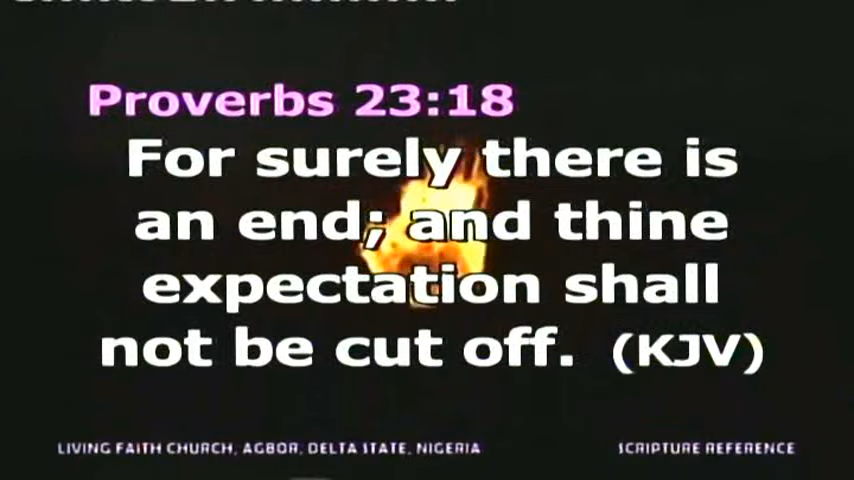 Proverbs 23:18
For surely there is
an end; and thine
expectation shall
not be cut off. (KJV)
LIVING FAITH CHURCH, AGBOR, DELTA STATE, NIGERIA
SCRIPTURE REFERENCE